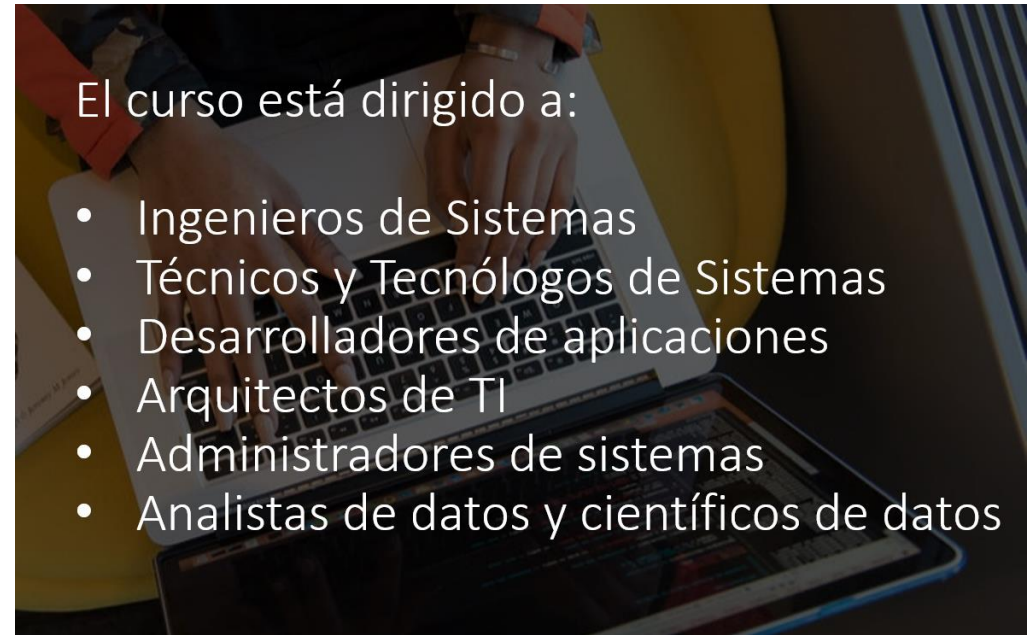 El curso está dirigido a:
• Ingenieros de Sistemas
• Técnicos y Tecnólogos de Sistemas
• Desarrolladores de aplicaciones
• Arquitectos de TI
• Administradores de sistemas
• Analistas de datos y científicos de datos